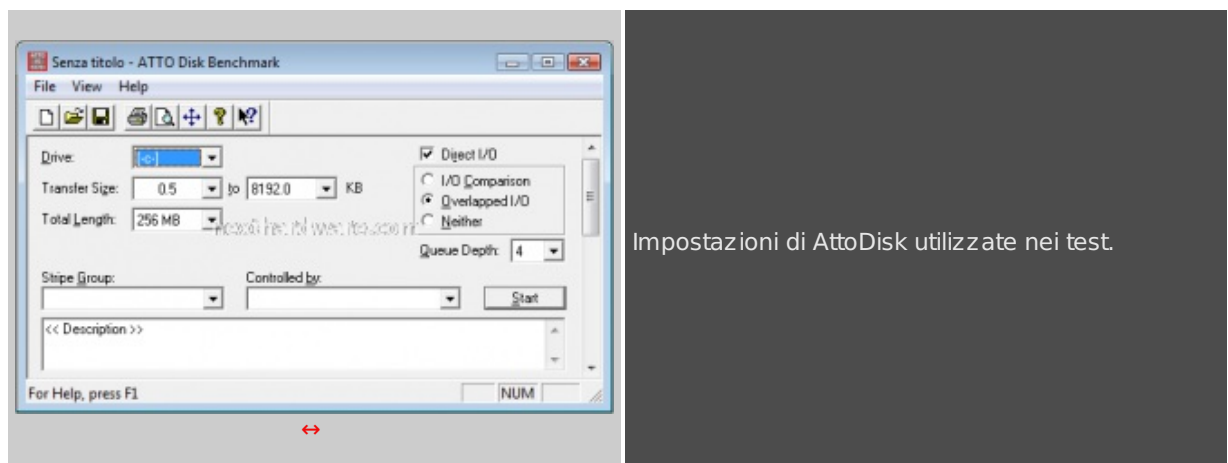 Senza titolo - ATTO Disk Benchmark
File View Help
Drive: [-c-] Direct I/O
Transfer Size: 0.5 to 8192.0 KB I/O Comparison
Overlapped I/O
Total Length: 256 MB Neither
Queue Depth: 4
Stripe Group: Controlled by: Start
<< Description >>
For Help, press F1 NUM
Impostazioni di AttoDisk utilizzate nei test.